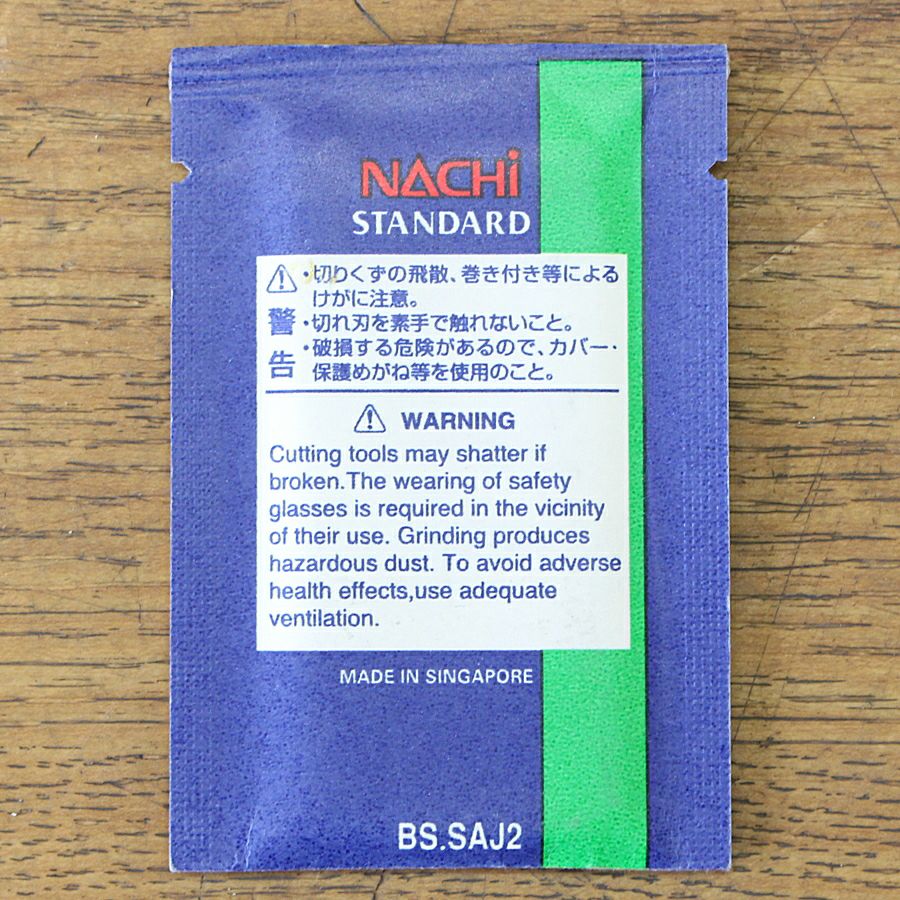 NACHi
STANDARD
⚠ ・切りくずの飛散、巻き付き等による
けがに注意。
警告
・切れ刃を素手で触れないこと。
・破損する危険があるので、カバー・
保護めがね等を使用のこと。
⚠ WARNING
Cutting tools may shatter if
broken.The wearing of safety
glasses is required in the vicinity
of their use. Grinding produces
hazardous dust. To avoid adverse
health effects,use adequate
ventilation.
MADE IN SINGAPORE
BS.SAJ2